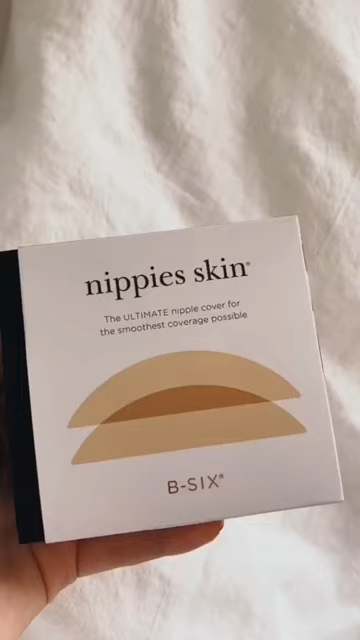 nippies skin®
The ULTIMATE nipple cover for
the smoothest coverage possible
B-SIX®